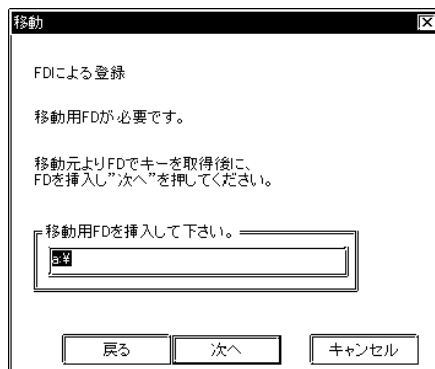 移動
FDIによる登録
移動用FDが必要です。
移動元よりFDでキーを取得後に、
FDを挿入し”次へ”を押してください。
移動用FDを挿入して下さい。
a:¥
戻る
次へ
キャンセル